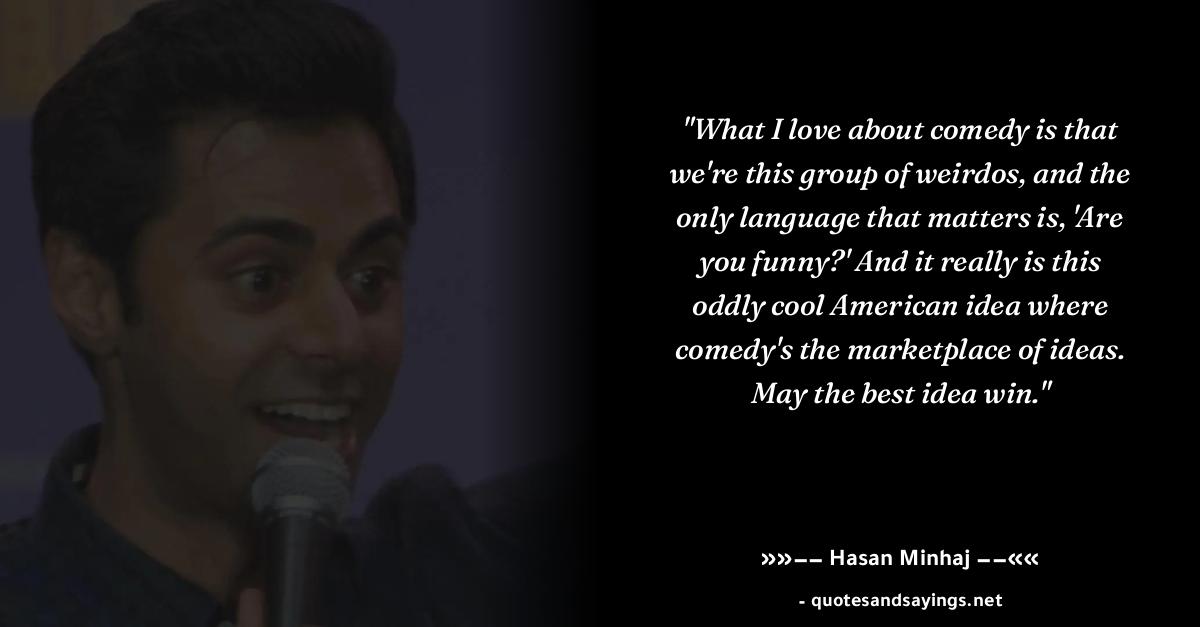 "What I love about comedy is that
we're this group of weirdos, and the
only language that matters is, 'Are
you funny?' And it really is this
oddly cool American idea where
comedy's the marketplace of ideas.
May the best idea win."
»»−− Hasan Minhaj −−««
- quotesandsayings.net